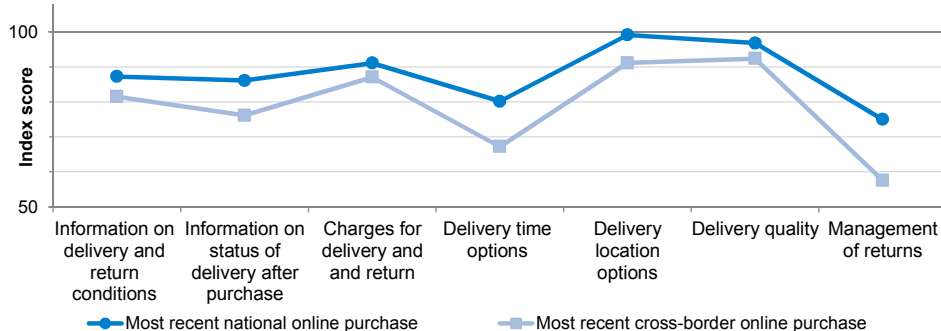 100
Index score
50
Information on
delivery and
return
conditions
Information on
status of
delivery after
purchase
Charges for
delivery and
and return
Delivery time
options
Delivery
location
options
Delivery quality
Management
of returns
Most recent national online purchase
Most recent cross-border online purchase